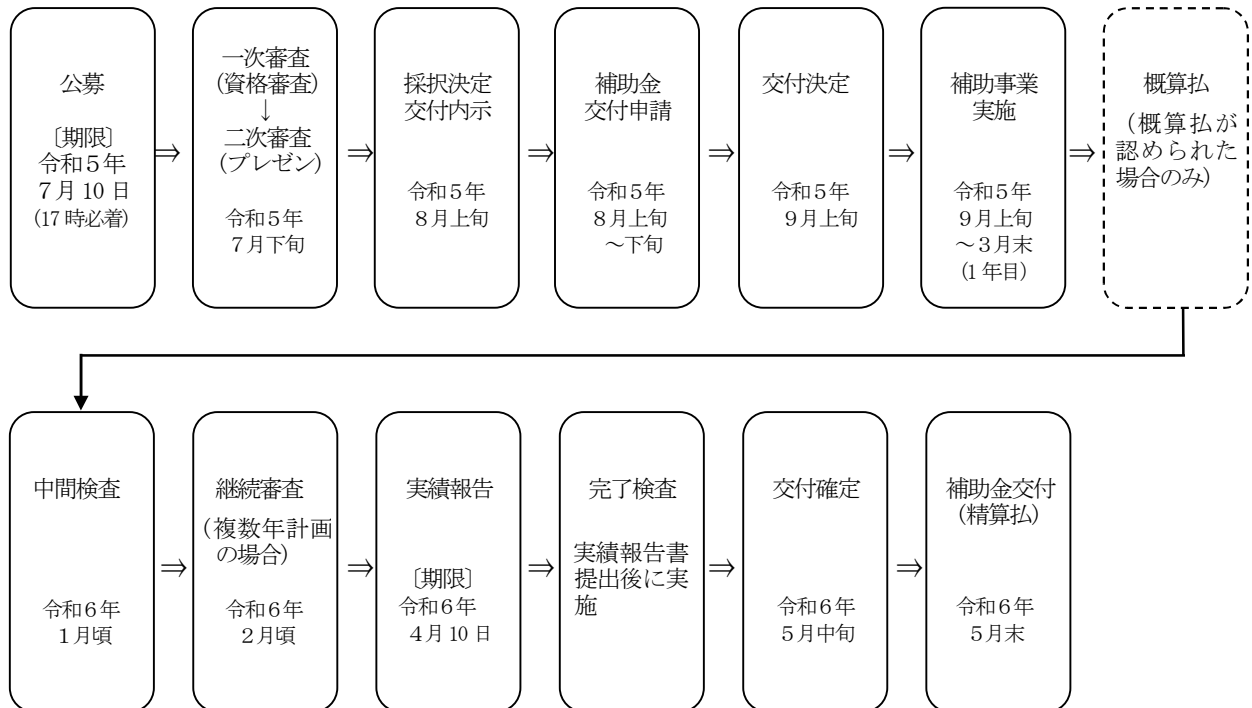 公募
〔期限〕
令和５年
７月 10 日
(17 時必着)
⇒
一次審査
(資格審査)
↓
二次審査
(プレゼン)
令和５年
７月下旬
⇒
採択決定
交付内示
令和５年
８月上旬
⇒
補助金
交付申請
令和５年
８月上旬
～下旬
⇒
交付決定
令和５年
９月上旬
⇒
補助事業
実施
令和５年
９月上旬
～３月末
(1 年目)
⇒
概算払
（概算払が
認められた
場合のみ）
中間検査
令和６年
１月頃
⇒
継続審査
（複数年計画
の場合）
令和６年
２月頃
⇒
実績報告
〔期限〕
令和６年
４月 10 日
⇒
完了検査
実績報告書
提出後に実
施
⇒
交付確定
令和６年
５月中旬
⇒
補助金交付
（精算払）
令和６年
５月末